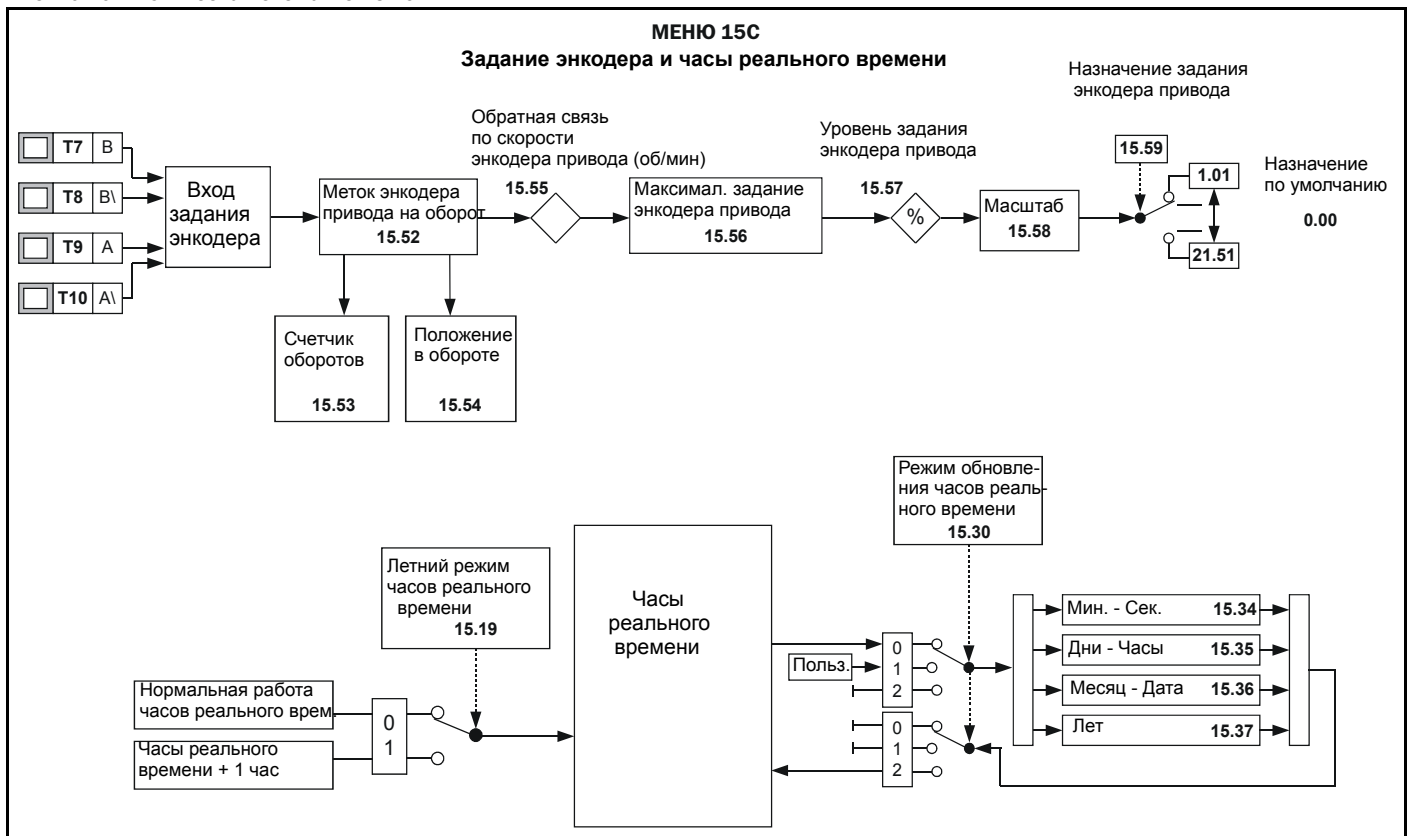 МЕНЮ 15C
Задание энкодера и часы реального времени
Назначение задания
энкодера привода
Обратная связь
по скорости
энкодера привода (об/мин)
Уровень задания
энкодера привода
T7 B
T8 B\
T9 A
T10 A\
Вход
задания
энкодера
Меток энкодера
привода на оборот
15.52
15.55
Максимал. задание
энкодера привода
15.56
15.57
%
Масштаб
15.58
15.59
1.01
21.51
Назначение
по умолчанию
0.00
Счетчик
оборотов
15.53
Положение
в обороте
15.54
Режим обновле-
ния часов реаль-
ного времени
15.30
Летний режим
часов реального
времени
15.19
Часы
реального
времени
Нормальная работа
часов реального врем.
Часы реального
времени + 1 час
0
1
Польз.
0
1
2
0
1
2
Мин. - Сек. 15.34
Дни - Часы 15.35
Месяц - Дата 15.36
Лет 15.37